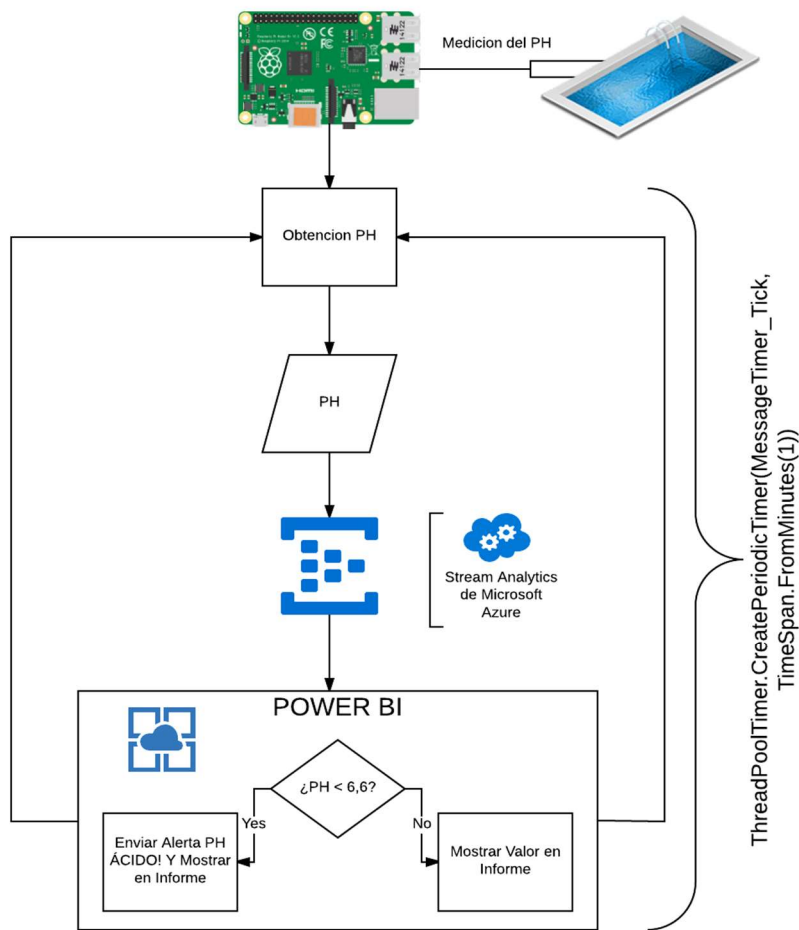 Medicion del PH
HDMI
Obtencion PH
PH
Stream Analytics
de Microsoft
Azure
POWER BI
¿PH < 6,6?
Yes
No
Enviar Alerta PH
ÁCIDO! Y Mostrar
en Informe
Mostrar Valor en
Informe
ThreadPoolTimer.CreatePeriodicTimer(MessageTimer_Tick,
TimeSpan.FromMinutes(1))